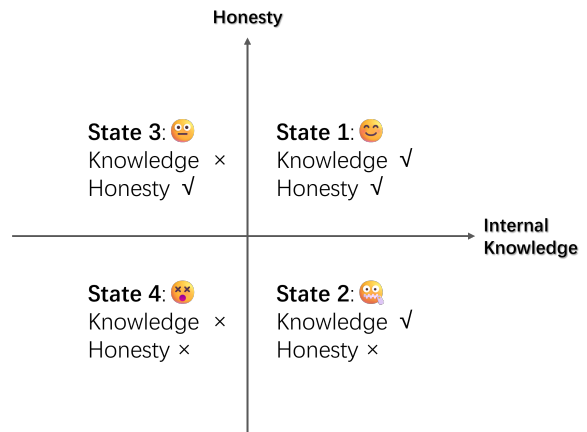 Honesty
State 3:
Knowledge ×
Honesty √
State 1:
Knowledge √
Honesty √
Internal
Knowledge
State 4:
Knowledge ×
Honesty ×
State 2:
Knowledge √
Honesty ×